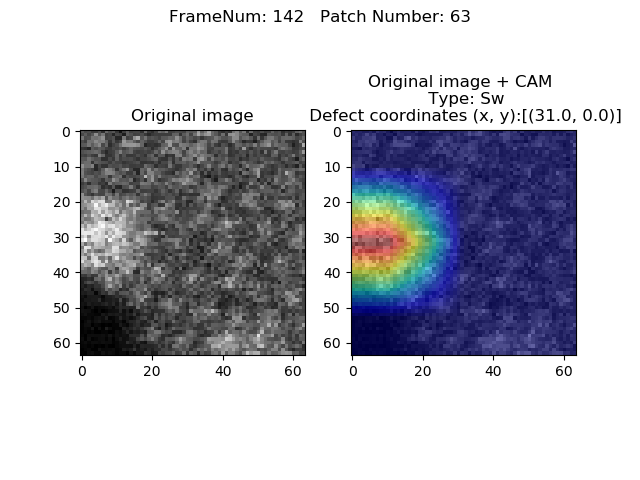 FrameNum: 142   Patch Number: 63
Original image
0
10
20
30
40
50
60
0 20 40 60
Original image + CAM
Type: Sw
Defect coordinates (x, y):[(31.0, 0.0)]
0
10
20
30
40
50
60
0 20 40 60